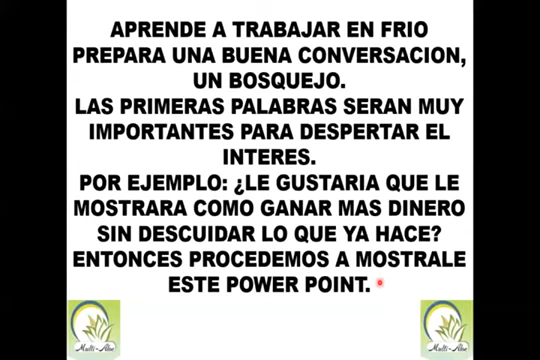 APRENDE A TRABAJAR EN FRIO
PREPARA UNA BUENA CONVERSACION,
UN BOSQUEJO.
LAS PRIMERAS PALABRAS SERAN MUY
IMPORTANTES PARA DESPERTAR EL
INTERES.
POR EJEMPLO: ¿LE GUSTARIA QUE LE
MOSTRARA COMO GANAR MAS DINERO
SIN DESCUIDAR LO QUE YA HACE?
ENTONCES PROCEDEMOS A MOSTRALE
ESTE POWER POINT.
Multi-Aloe
Multi-Aloe